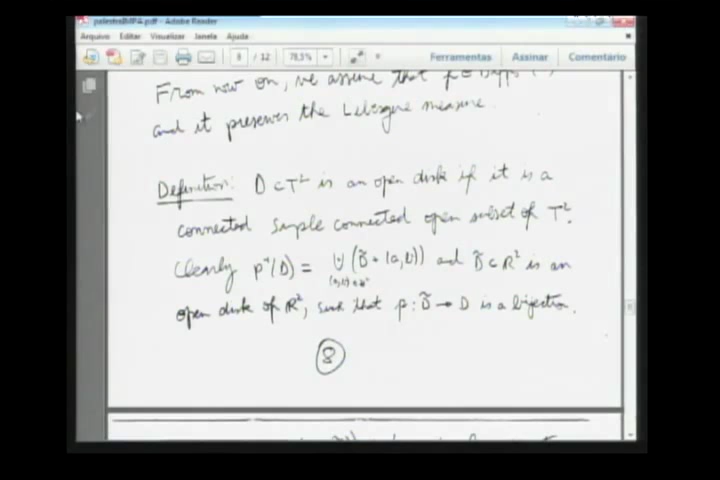 palestraIMPA.pdf - Adobe Reader
Arquivo Editar Visualizar Janela Ajuda
8 / 12 78,5% Ferramentas Assinar Comentário
From now on, we assume that f ∈
and it preserves the Lebesgue measure.
Definition: D ⊂ T² is an open disk if it is a
connected simple connected open subset of T².
Clearly p⁻¹(D) = ⊎ (D̃ + (a,b)) and D̃ ⊂ R² is an
open disk of R², such that p: D̃ → D is a bijection.
8